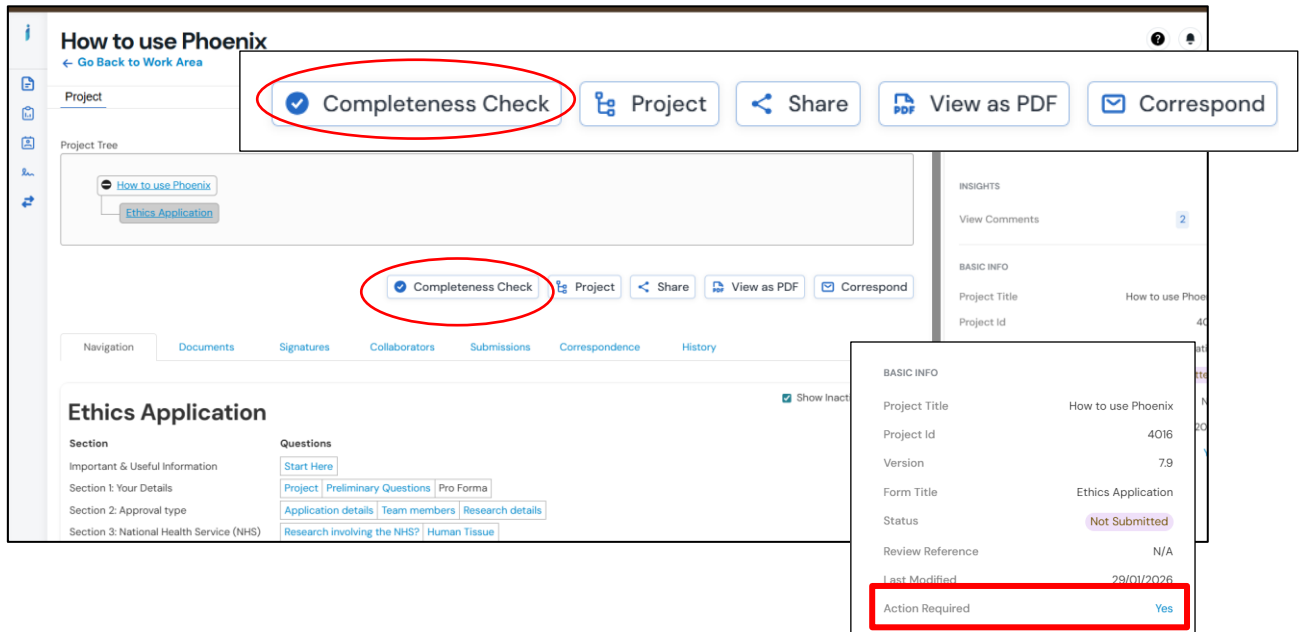 How to use Phoenix
← Go Back to Work Area
Completeness Check Project Share View as PDF Correspond
Project
Project Tree
How to use Phoenix
Ethics Application
INSIGHTS
View Comments 2
BASIC INFO
Project Title How to use Phoe
Project Id 40
Completeness Check Project Share View as PDF Correspond
Navigation Documents Signatures Collaborators Submissions Correspondence History
Show Inact
Ethics Application
Section Questions
Important & Useful Information Start Here
Section 1: Your Details Project Preliminary Questions Pro Forma
Section 2: Approval type Application details Team members Research details
Section 3: National Health Service (NHS) Research involving the NHS? Human Tissue
BASIC INFO
Project Title How to use Phoenix
Project Id 4016
Version 7.9
Form Title Ethics Application
Status Not Submitted
Review Reference N/A
Last Modified 29/01/2026
Action Required Yes